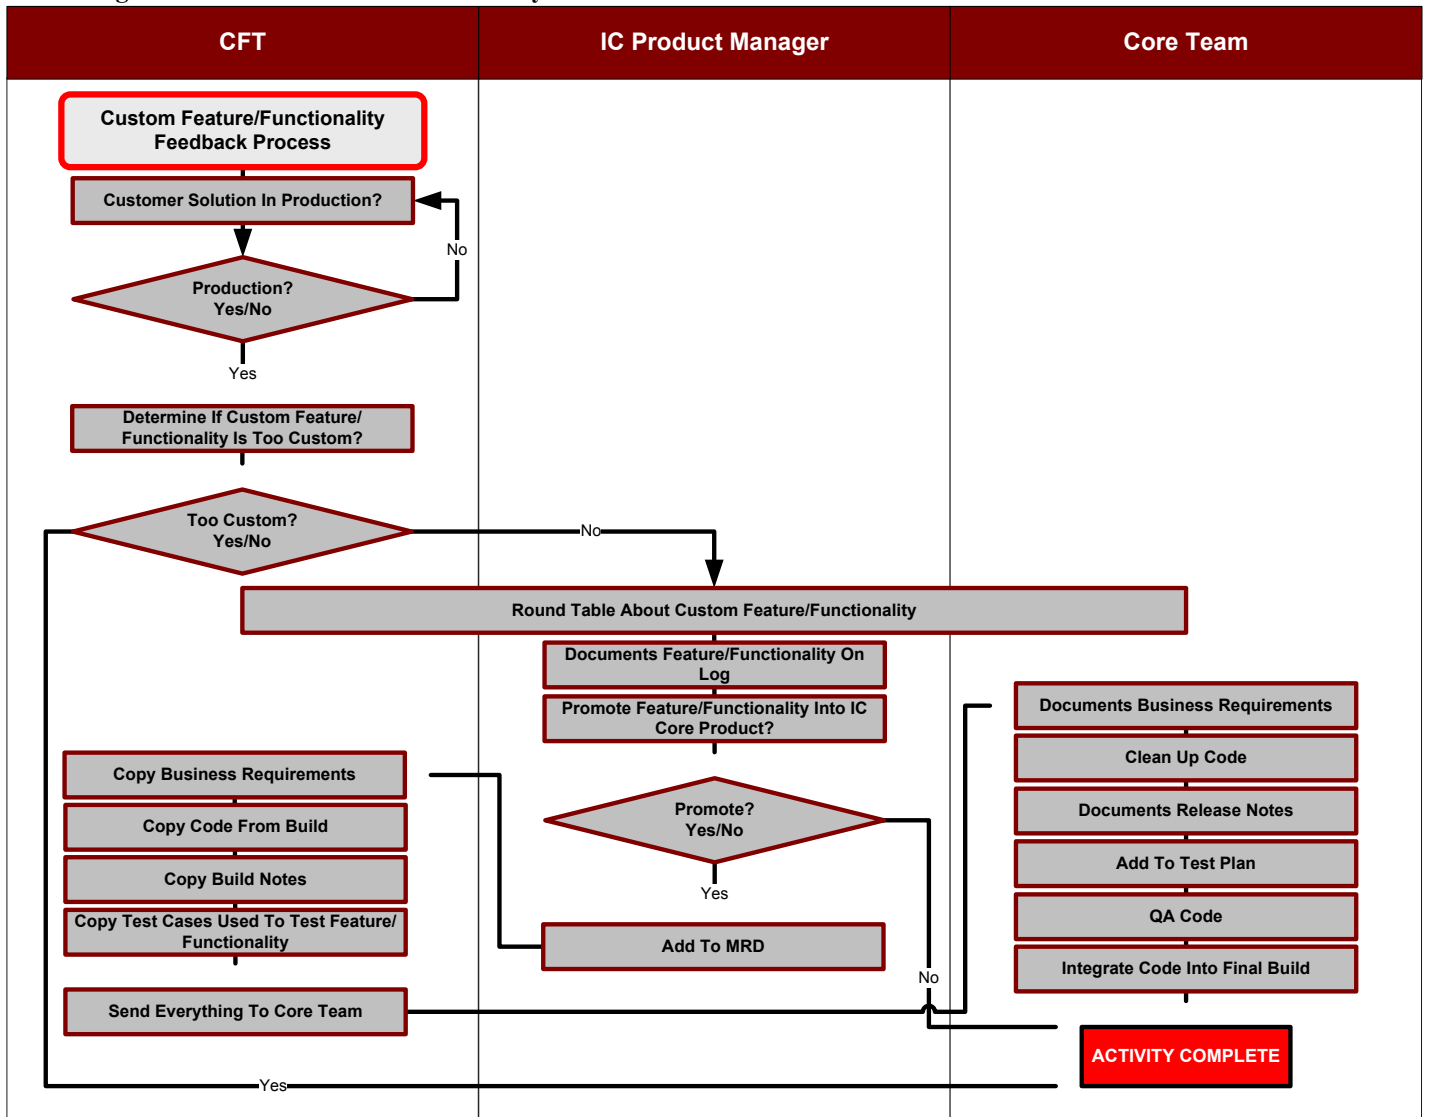 CFT
IC Product Manager
Core Team
Custom Feature/Functionality
Feedback Process
Customer Solution In Production?
No
Production?
Yes/No
Yes
Determine If Custom Feature/
Functionality Is Too Custom?
Too Custom?
Yes/No
No
Round Table About Custom Feature/Functionality
Documents Feature/Functionality On
Log
Promote Feature/Functionality Into IC
Core Product?
Promote?
Yes/No
Yes
Add To MRD
No
Copy Business Requirements
Copy Code From Build
Copy Build Notes
Copy Test Cases Used To Test Feature/
Functionality
Send Everything To Core Team
Documents Business Requirements
Clean Up Code
Documents Release Notes
Add To Test Plan
QA Code
Integrate Code Into Final Build
ACTIVITY COMPLETE
Yes